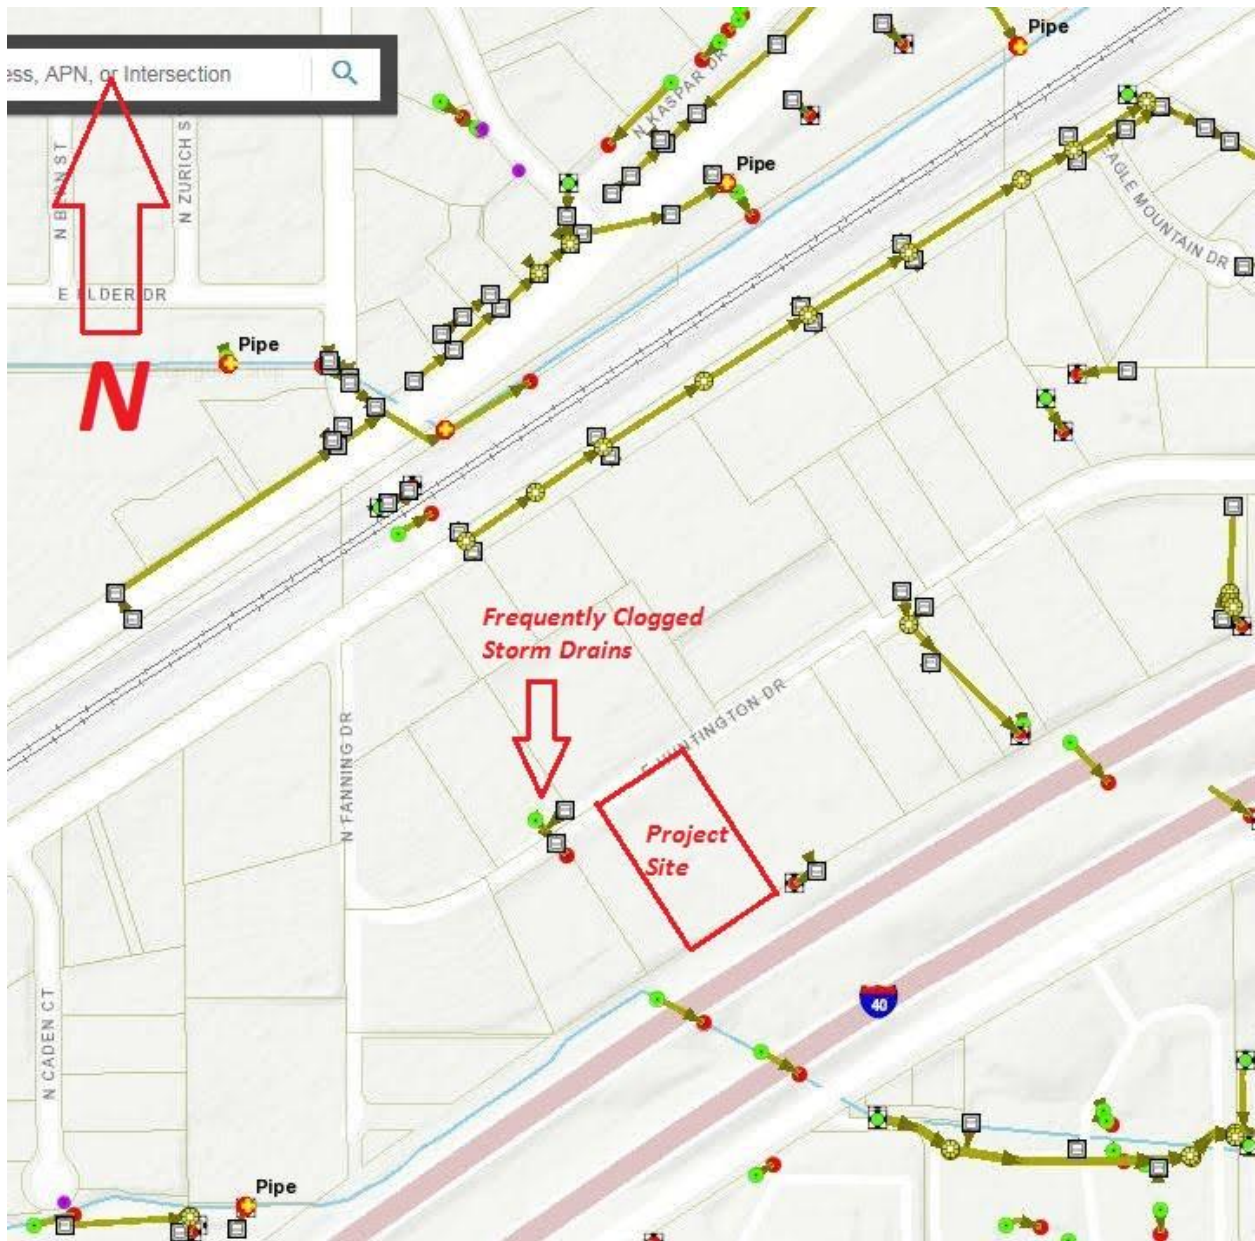 ess, APN, or Intersection
Pipe
N KASPAR DR
Pipe
N ZURICH S
EAGLE MOUNTAIN DR
E ELDER DR
Pipe
N
Frequently Clogged
Storm Drains
E HUNTINGTON DR
N FANNING DR
Project
Site
40
N CADEN CT
Pipe